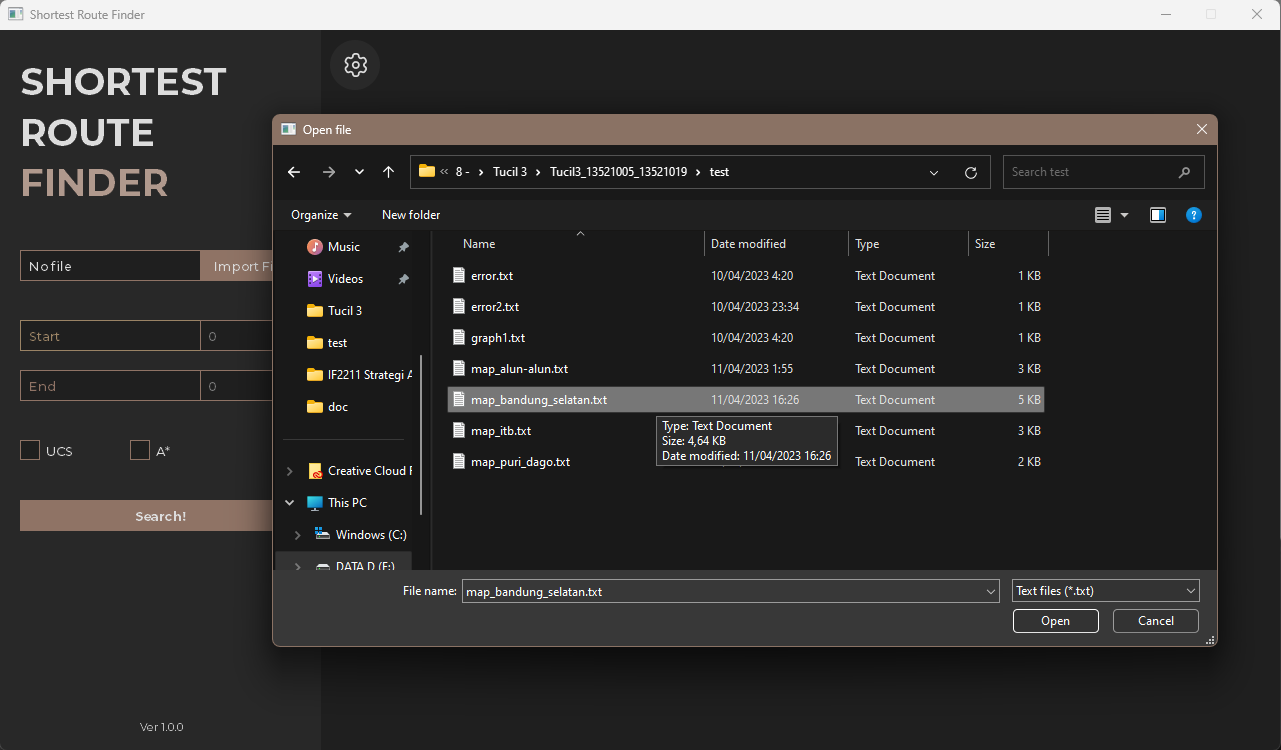 Shortest Route Finder
SHORTEST
ROUTE
FINDER
No file
Import Fi
Start
0
End
0
UCS
A*
Search!
Ver 1.0.0
Open file
« 8 - › Tucil 3 › Tucil3_13521005_13521019 › test
Search test
Organize
New folder
Music
Videos
Tucil 3
test
IF2211 Strategi A
doc
Creative Cloud F
This PC
Windows (C:)
DATA D (E:)
Name Date modified Type Size
error.txt 10/04/2023 4:20 Text Document 1 KB
error2.txt 10/04/2023 23:34 Text Document 1 KB
graph1.txt 10/04/2023 4:20 Text Document 1 KB
map_alun-alun.txt 11/04/2023 1:55 Text Document 3 KB
map_bandung_selatan.txt 11/04/2023 16:26 Text Document 5 KB
map_itb.txt Text Document 3 KB
map_puri_dago.txt Text Document 2 KB
Type: Text Document
Size: 4,64 KB
Date modified: 11/04/2023 16:26
File name: map_bandung_selatan.txt
Text files (*.txt)
Open
Cancel